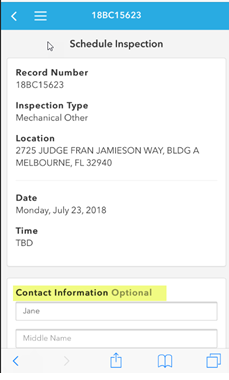 18BC15623
Schedule Inspection
Record Number
18BC15623
Inspection Type
Mechanical Other
Location
2725 JUDGE FRAN JAMIESON WAY, BLDG A
MELBOURNE, FL 32940
Date
Monday, July 23, 2018
Time
TBD
Contact Information Optional
Jane
Middle Name